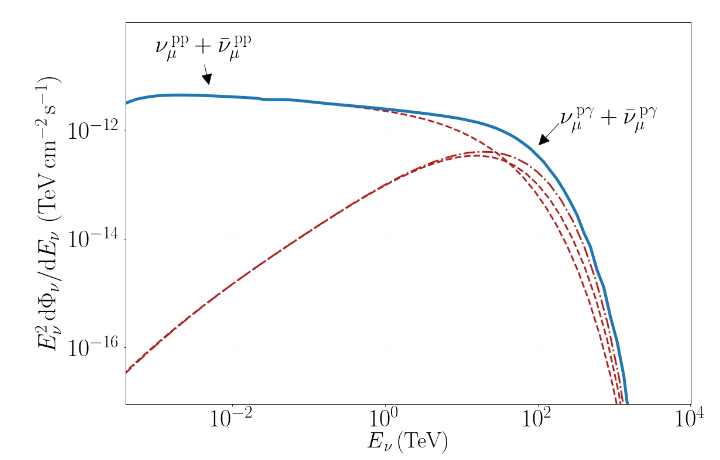 ν_μ^pp + ν̄_μ^pp
ν_μ^pγ + ν̄_μ^pγ
E_ν^2 dΦ_ν/dE_ν (TeV cm^−2 s^−1)
10^−12
10^−14
10^−16
10^−2 10^0 10^2 10^4
E_ν (TeV)